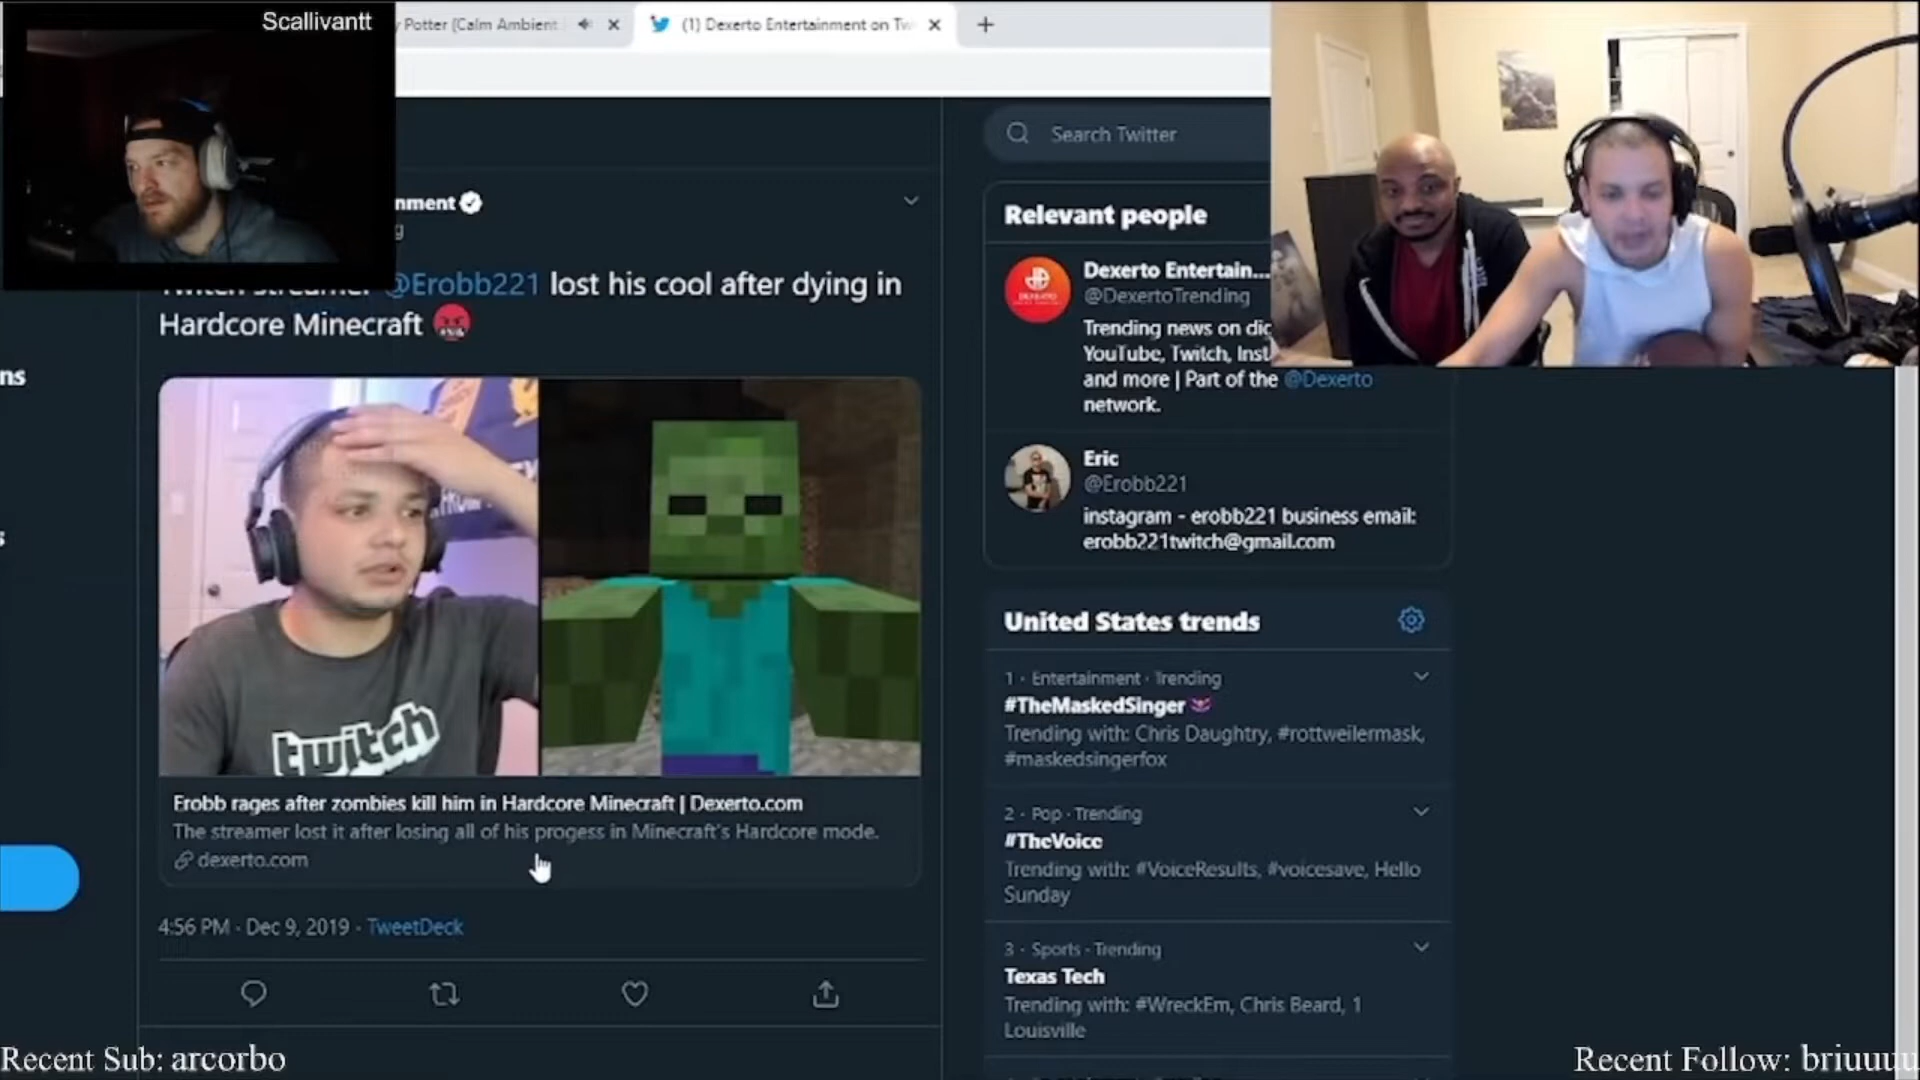 Scallivantt
y Potter (Calm Ambient
(1) Dexerto Entertainment on Tw
Search Twitter
nment
g
Twitch streamer @Erobb221 lost his cool after dying in
Hardcore Minecraft
twitch
Erobb rages after zombies kill him in Hardcore Minecraft | Dexerto.com
The streamer lost it after losing all of his progess in Minecraft's Hardcore mode.
dexerto.com
4:56 PM · Dec 9, 2019 · TweetDeck
ns
s
Relevant people
Dexerto Entertain...
@DexertoTrending
Trending news on dig
YouTube, Twitch, Inst
and more | Part of the @Dexerto
network.
Eric
@Erobb221
instagram - erobb221 business email:
erobb221twitch@gmail.com
United States trends
1 · Entertainment · Trending
#TheMaskedSinger
Trending with: Chris Daughtry, #rottweilermask,
#maskedsingerfox
2 · Pop · Trending
#TheVoice
Trending with: #VoiceResults, #voicesave, Hello
Sunday
3 · Sports · Trending
Texas Tech
Trending with: #WreckEm, Chris Beard, 1
Louisville
Recent Sub: arcorbo
Recent Follow: briuuuu